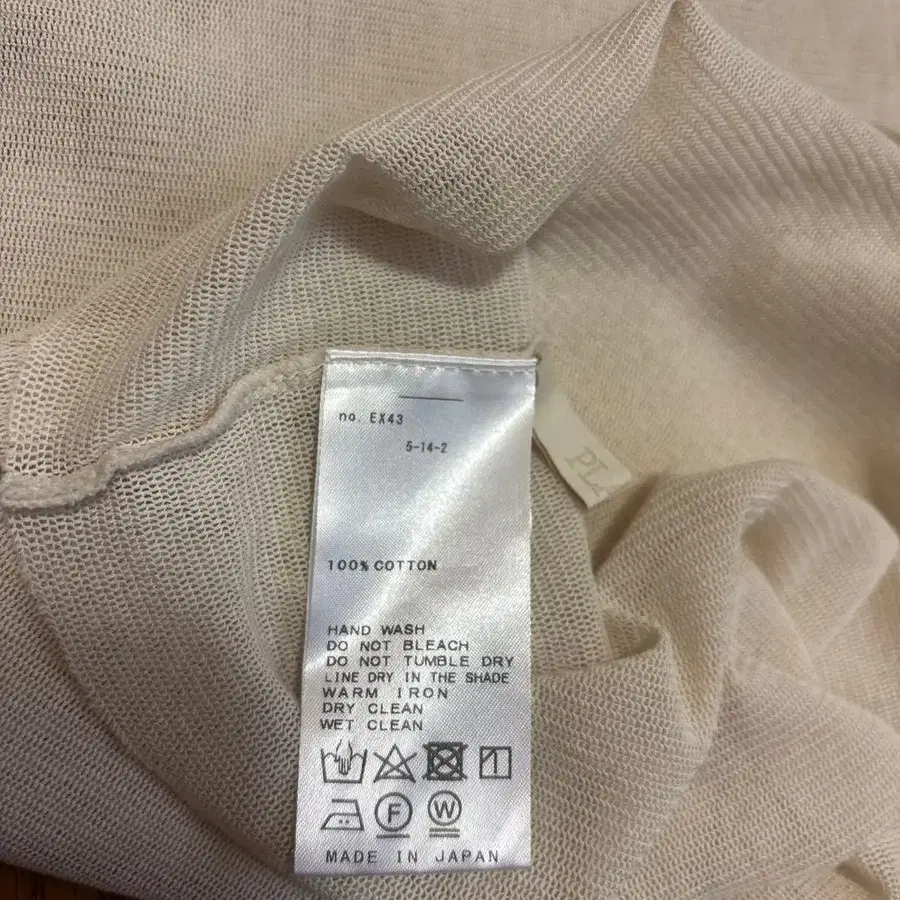 no. EX43
5-14-2
100% COTTON
HAND WASH
DO NOT BLEACH
DO NOT TUMBLE DRY
LINE DRY IN THE SHADE
WARM IRON
DRY CLEAN
WET CLEAN
F W
MADE IN JAPAN
PL